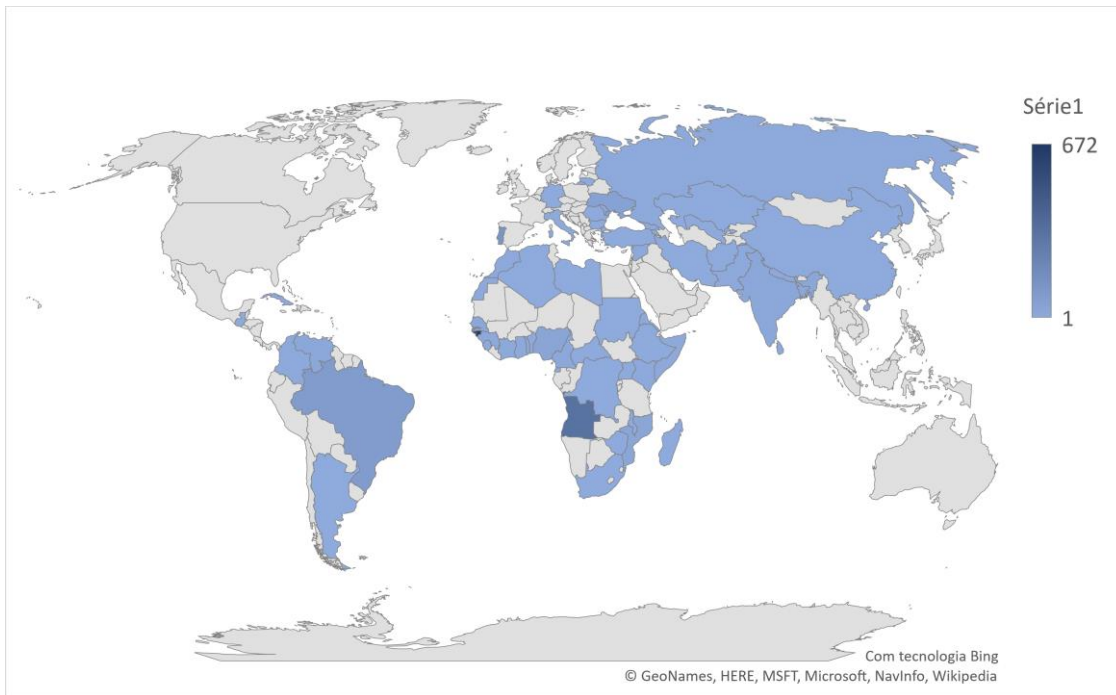 Série1
672
1
Com tecnologia Bing
© GeoNames, HERE, MSFT, Microsoft, NavInfo, Wikipedia